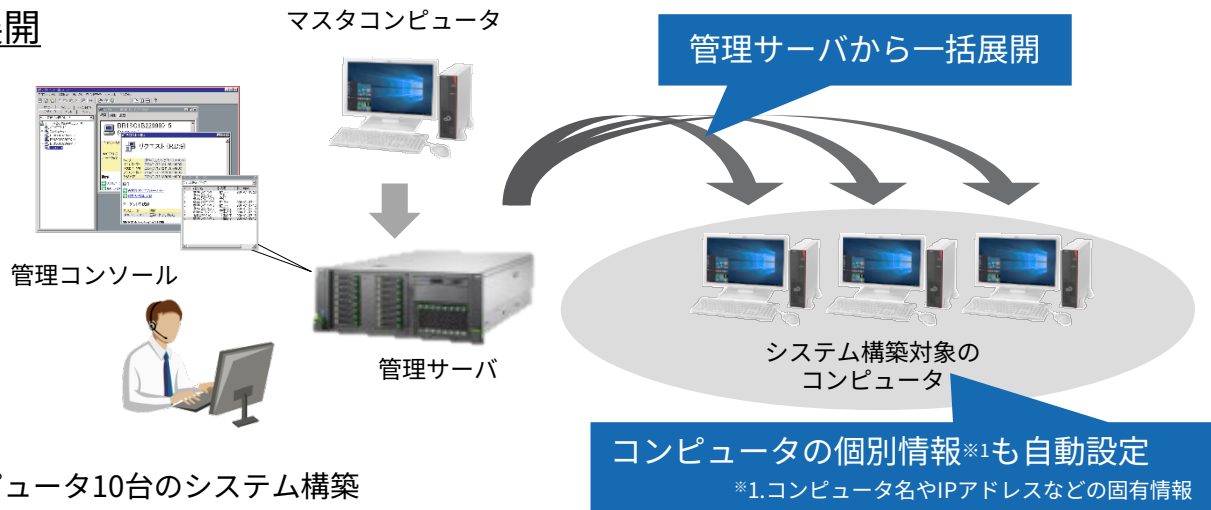 開
マスタコンピュータ
管理サーバから一括展開
管理コンソール
管理サーバ
システム構築対象の
コンピュータ
コンピュータの個別情報※1も自動設定
※1.コンピュータ名やIPアドレスなどの固有情報
ピュータ10台のシステム構築